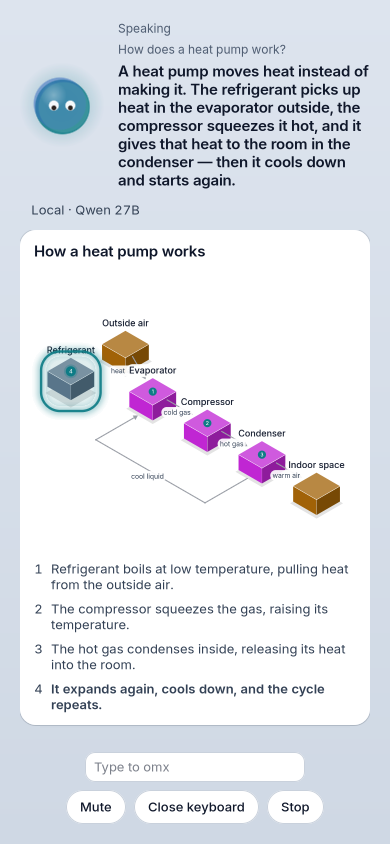 Speaking
How does a heat pump work?
A heat pump moves heat instead of
making it. The refrigerant picks up
heat in the evaporator outside, the
compressor squeezes it hot, and it
gives that heat to the room in the
condenser — then it cools down
and starts again.
Local · Qwen 27B
How a heat pump works
Outside air
Refrigerant
4
heat
Evaporator
1
cold gas
Compressor
2
hot gas
Condenser
3
warm air
Indoor space
cool liquid
1 Refrigerant boils at low temperature, pulling heat
from the outside air.
2 The compressor squeezes the gas, raising its
temperature.
3 The hot gas condenses inside, releasing its heat
into the room.
4 It expands again, cools down, and the cycle
repeats.
Type to omx
Mute
Close keyboard
Stop